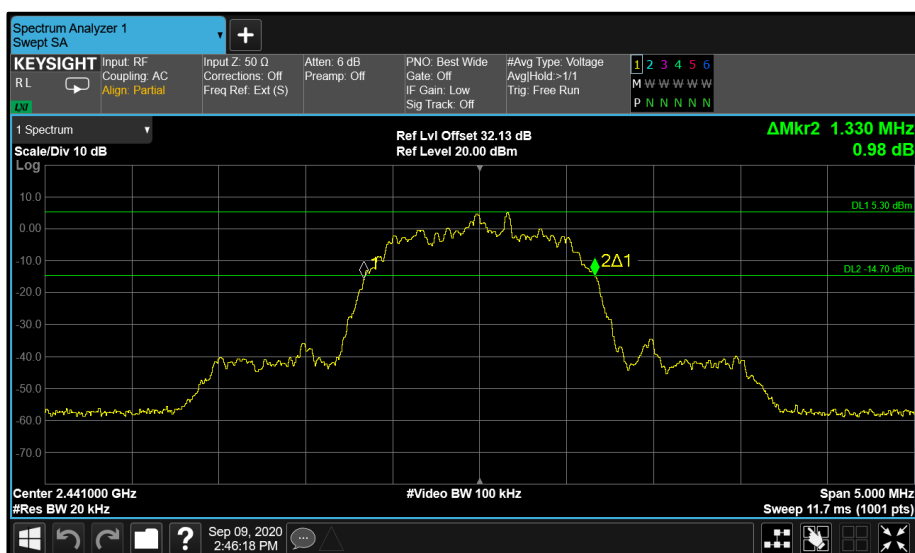 Spectrum Analyzer 1
Swept SA
+
KEYSIGHT
RL
LXI
Input: RF
Coupling: AC
Align: Partial
Input Z: 50 Ω
Corrections: Off
Freq Ref: Ext (S)
Atten: 6 dB
Preamp: Off
PNO: Best Wide
Gate: Off
IF Gain: Low
Sig Track: Off
#Avg Type: Voltage
Avg|Hold:>1/1
Trig: Free Run
1 2 3 4 5 6
M W W W W W
P N N N N N
1 Spectrum
Scale/Div 10 dB
Log
Ref Lvl Offset 32.13 dB
Ref Level 20.00 dBm
ΔMkr2 1.330 MHz
0.98 dB
10.0
DL1 5.30 dBm
0.00
-10.0
1
2Δ1
DL2 -14.70 dBm
-20.0
-30.0
-40.0
-50.0
-60.0
-70.0
Center 2.441000 GHz
#Video BW 100 kHz
Span 5.000 MHz
#Res BW 20 kHz
Sweep 11.7 ms (1001 pts)
?
Sep 09, 2020
2:46:18 PM